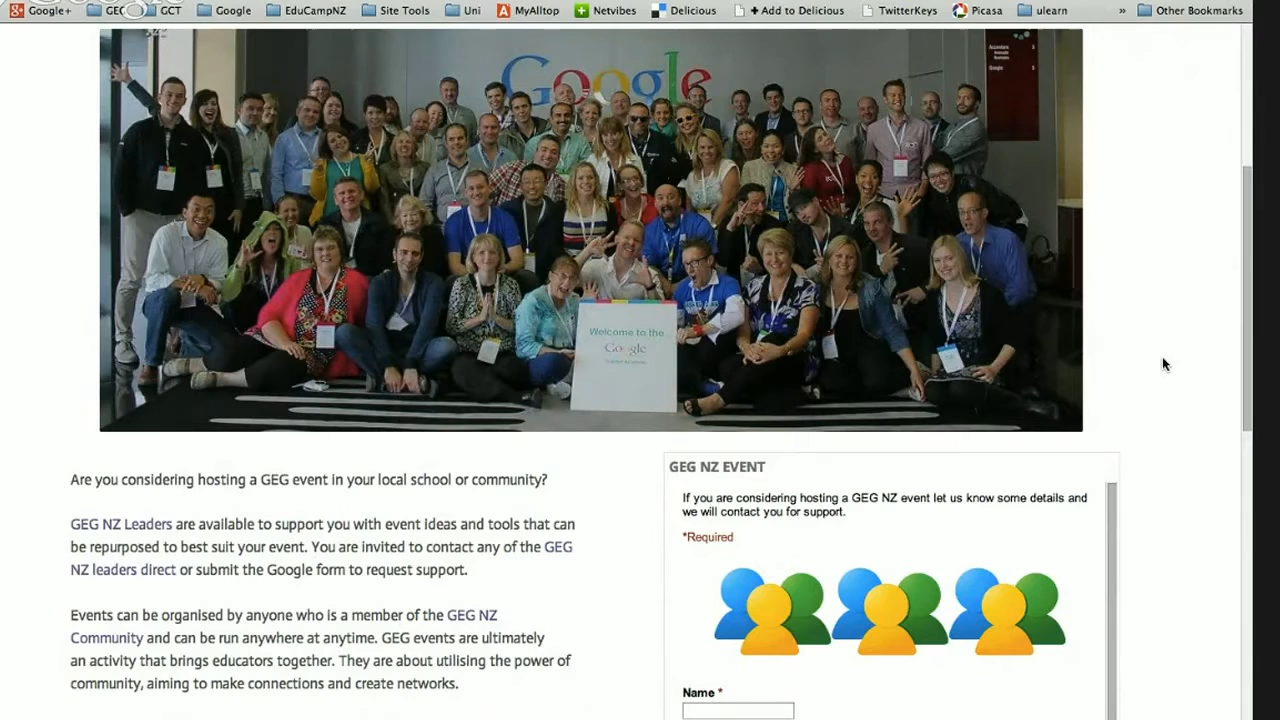 Google+ GEG GCT Google EduCampNZ Site Tools Uni MyAlltop Netvibes Delicious + Add to Delicious TwitterKeys Picasa ulearn » Other Bookmarks
Google
Google
Welcome to the
Google
Are you considering hosting a GEG event in your local school or community?
GEG NZ Leaders are available to support you with event ideas and tools that can
be repurposed to best suit your event. You are invited to contact any of the GEG
NZ leaders direct or submit the Google form to request support.
Events can be organised by anyone who is a member of the GEG NZ
Community and can be run anywhere at anytime. GEG events are ultimately
an activity that brings educators together. They are about utilising the power of
community, aiming to make connections and create networks.
GEG NZ EVENT
If you are considering hosting a GEG NZ event let us know some details and
we will contact you for support.
*Required
Name *